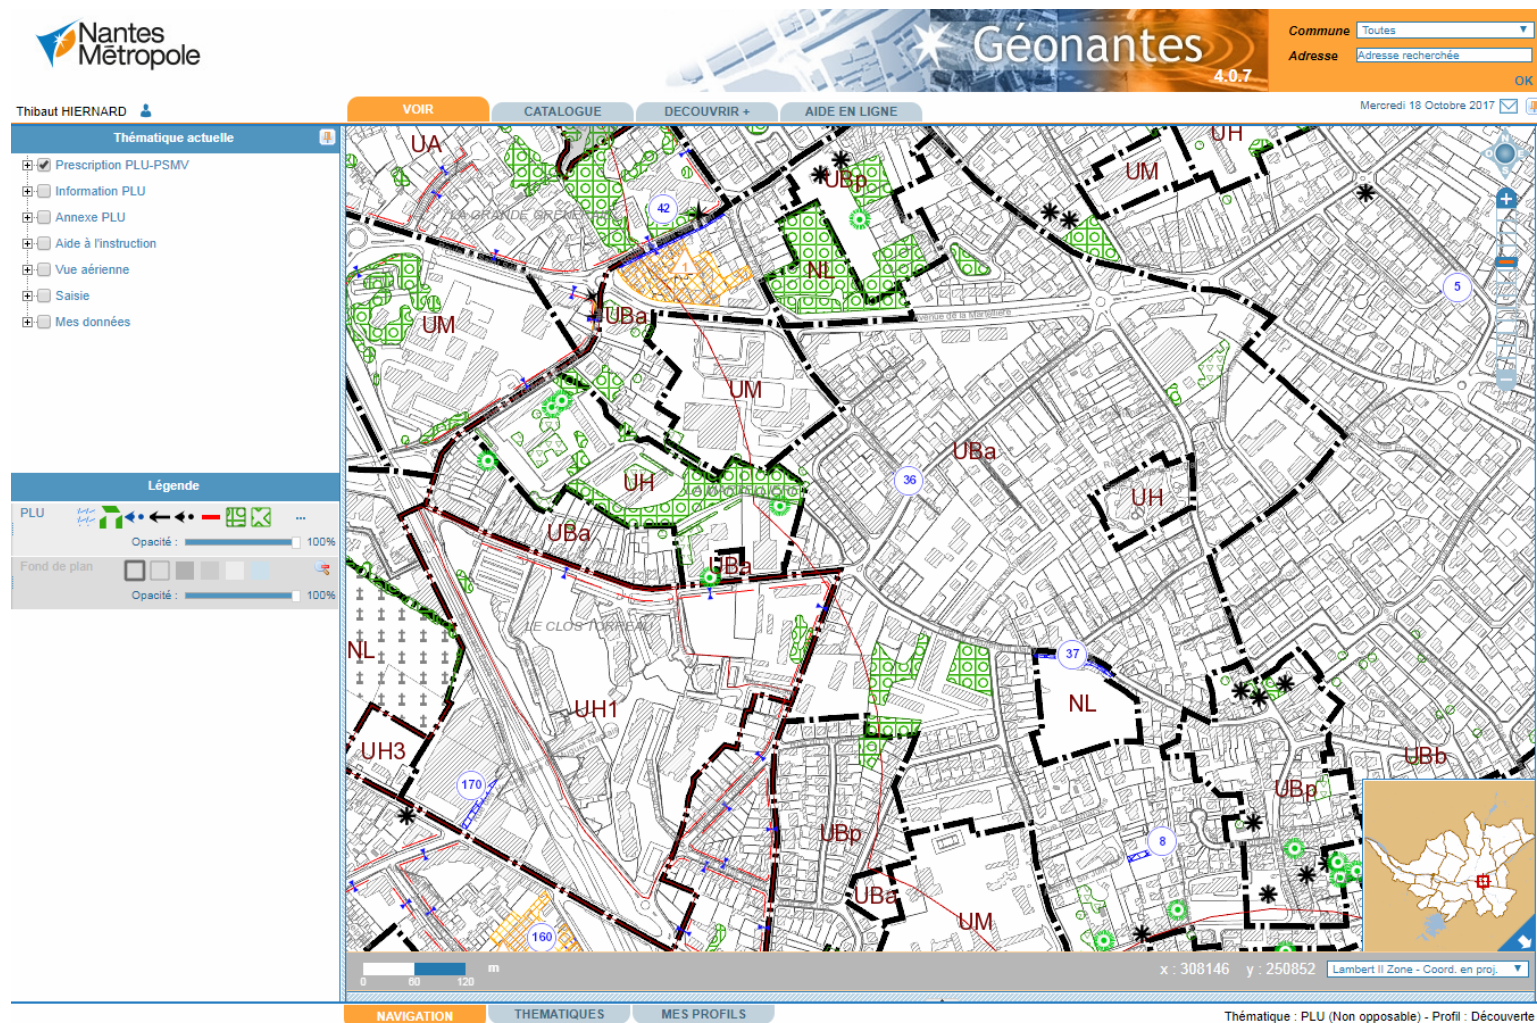 Nantes
Métropole
Géonantes
4.0.7
Commune Toutes
Adresse Adresse recherchée
OK
Thibaut HIERNARD
VOIR CATALOGUE DECOUVRIR + AIDE EN LIGNE
Mercredi 18 Octobre 2017
Thématique actuelle
Prescription PLU-PSMV
Information PLU
Annexe PLU
Aide à l'instruction
Vue aérienne
Saisie
Mes données
Légende
PLU ...
Opacité : 100%
Fond de plan
Opacité : 100%
UA
UH
UM
UBp
42
NL
1
5
UBa
UM
avenue de la Martelière
UM
UBa
36
UH
UH
UBa
UBa
LE CLOS TORREAU
NL
37
NL
UH1
UH3
UBb
170
UBp
UBp
8
UBa
UM
160
0 60 120 m
x : 308146 y : 250852 Lambert II Zone - Coord. en proj.
NAVIGATION THEMATIQUES MES PROFILS
Thématique : PLU (Non opposable) - Profil : Découverte